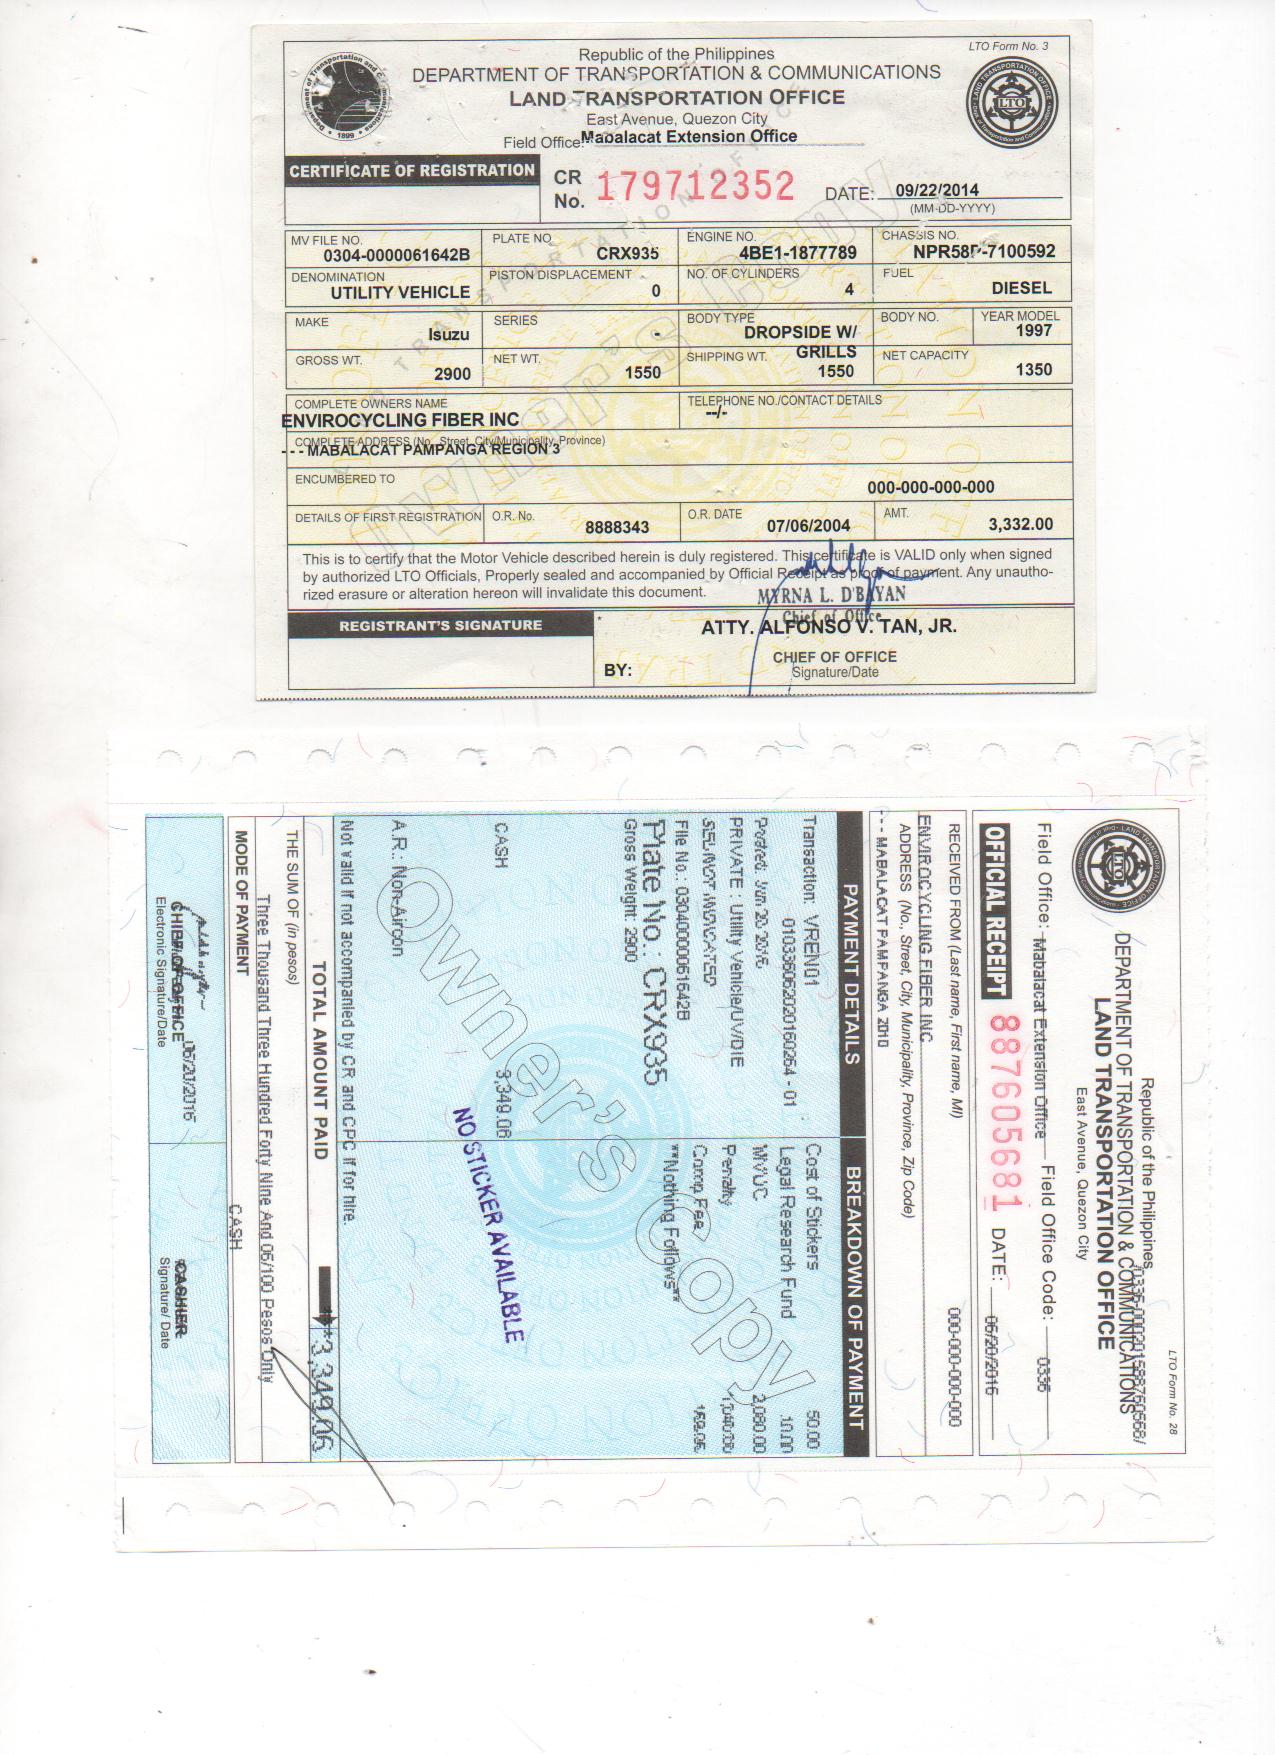 LTO Form No. 3
Republic of the Philippines
DEPARTMENT OF TRANSPORTATION & COMMUNICATIONS
LAND TRANSPORTATION OFFICE
East Avenue, Quezon City
Field Office: Mabalacat Extension Office
CERTIFICATE OF REGISTRATION
CR No. 179712352
DATE: 09/22/2014
(MM-DD-YYYY)
MV FILE NO. PLATE NO. ENGINE NO. CHASSIS NO.
0304-0000061642B CRX935 4BE1-1877789 NPR58P-7100592
DENOMINATION PISTON DISPLACEMENT NO. OF CYLINDERS FUEL
UTILITY VEHICLE 0 4 DIESEL
MAKE SERIES BODY TYPE BODY NO. YEAR MODEL
Isuzu - DROPSIDE W/ GRILLS 1997
GROSS WT. NET WT. SHIPPING WT. NET CAPACITY
2900 1550 1550 1350
COMPLETE OWNERS NAME TELEPHONE NO./CONTACT DETAILS
ENVIROCYCLING FIBER INC --/-
COMPLETE ADDRESS (No., Street, City/Municipality, Province)
- - - MABALACAT PAMPANGA REGION 3
ENCUMBERED TO
000-000-000-000
DETAILS OF FIRST REGISTRATION O.R. No. O.R. DATE AMT.
8888343 07/06/2004 3,332.00
This is to certify that the Motor Vehicle described herein is duly registered. This certificate is VALID only when signed
by authorized LTO Officials, Properly sealed and accompanied by Official Receipt as proof of payment. Any unautho-
rized erasure or alteration hereon will invalidate this document.
MYRNA L. D'BAYAN
Chief of Office
REGISTRANT'S SIGNATURE
ATTY. ALFONSO V. TAN, JR.
CHIEF OF OFFICE
BY: Signature/Date
Owner's Copy
LTO Form No. 28
Republic of the Philippines
DEPARTMENT OF TRANSPORTATION & COMMUNICATIONS
LAND TRANSPORTATION OFFICE
East Avenue, Quezon City
Field Office: Mabalacat Extension Office Field Office Code: 0336
OFFICIAL RECEIPT 887605681 DATE: 06/20/2016
RECEIVED FROM (Last name, First name, MI) 000-000-000-000
ENVIROCYCLING FIBER INC
ADDRESS (No., Street, City, Municipality, Province, Zip Code)
- - - MABALACAT PAMPANGA 2010
PAYMENT DETAILS BREAKDOWN OF PAYMENT
Transaction: VREN01 Cost of Stickers 50.00
010336062020160264 - 01 Legal Research Fund 10.00
Posted: Jun 20 2016 MVUC 2,080.00
PRIVATE : Utility Vehicle/UV/DIE Penalty 1,040.00
SEL:NOT INDICATED Comp Fee 169.06
File No.: 03040000061642B **Nothing Follows**
Plate No.: CRX935
Gross Weight: 2900
CASH 3,349.06
NO STICKER AVAILABLE
A.R.: Non-Aircon
Not valid if not accompanied by CR and CPC if for hire.
Owner's Copy
TOTAL AMOUNT PAID **3,349.06
THE SUM OF (in pesos)
Three Thousand Three Hundred Forty Nine And 06/100 Pesos Only
MODE OF PAYMENT CASH
CHIEF OF OFFICE 06/20/2016 CASHIER
Electronic Signature/Date Signature/ Date